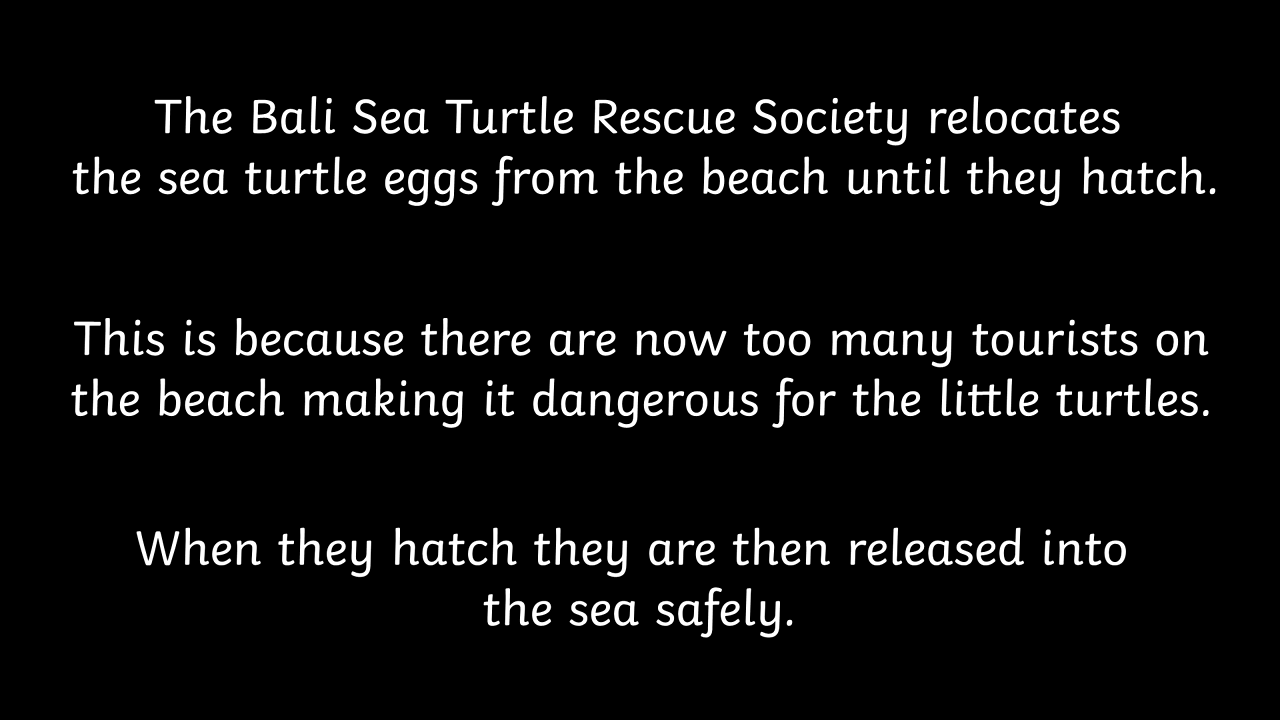 The Bali Sea Turtle Rescue Society relocates
the sea turtle eggs from the beach until they hatch.
This is because there are now too many tourists on
the beach making it dangerous for the little turtles.
When they hatch they are then released into
the sea safely.